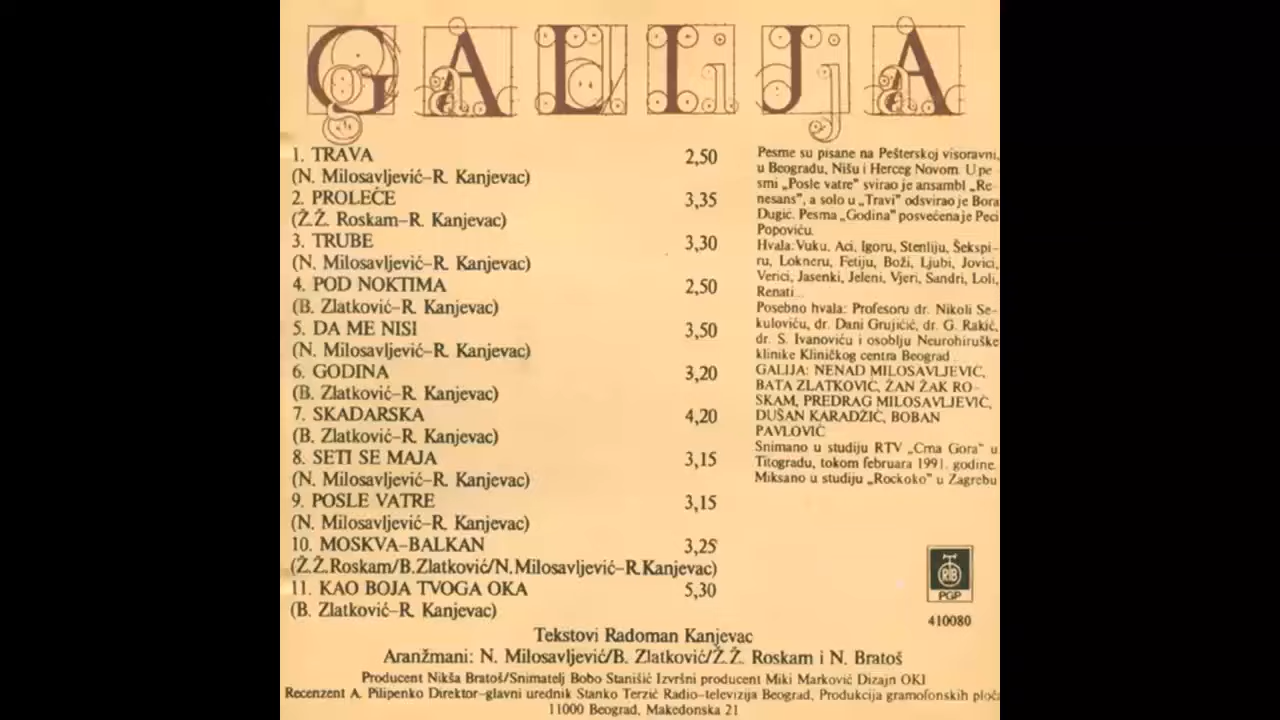 GALIJA
1. TRAVA 2,50
(N. Milosavljević–R. Kanjevac)
2. PROLEĆE 3,35
(Ž.Ž. Roskam–R. Kanjevac)
3. TRUBE 3,30
(N. Milosavljević–R. Kanjevac)
4. POD NOKTIMA 2,50
(B. Zlatković–R. Kanjevac)
5. DA ME NISI 3,50
(N. Milosavljević–R. Kanjevac)
6. GODINA 3,20
(B. Zlatković–R. Kanjevac)
7. SKADARSKA 4,20
(B. Zlatković–R. Kanjevac)
8. SETI SE MAJA 3,15
(N. Milosavljević–R. Kanjevac)
9. POSLE VATRE 3,15
(N. Milosavljević–R. Kanjevac)
10. MOSKVA–BALKAN 3,25
(Ž.Ž.Roskam/B.Zlatković/N.Milosavljević–R.Kanjevac)
11. KAO BOJA TVOGA OKA 5,30
(B. Zlatković–R. Kanjevac)
Pesme su pisane na Pešterskoj visoravni,
u Beogradu, Nišu i Herceg Novom. U pe-
smi „Posle vatre" svirao je ansambl „Re-
nesans", a solo u „Travi" odsvirao je Bora
Dugić. Pesma „Godina" posvećena je Peci
Popoviću.
Hvala: Vuku, Aci, Igoru, Stenliju, Šekspi-
ru, Lokneru, Fetiju, Boži, Ljubi, Jovici,
Verici, Jasenki, Jeleni, Vjeri, Sandri, Loli,
Renati...
Posebno hvala: Profesoru dr. Nikoli Se-
kuloviću, dr. Dani Grujičić, dr. G. Rakić,
dr. S. Ivanoviću i osoblju Neurohiruške
klinike Kliničkog centra Beograd
GALIJA: NENAD MILOSAVLJEVIĆ,
BATA ZLATKOVIĆ, ŽAN ŽAK RO-
SKAM, PREDRAG MILOSAVLJEVIĆ,
DUŠAN KARADŽIĆ, BOBAN
PAVLOVIĆ
Snimano u studiju RTV „Crna Gora" u
Titogradu, tokom februara 1991. godine.
Miksano u studiju „Rockoko" u Zagrebu
RTB
PGP
410080
Tekstovi Radoman Kanjevac
Aranžmani: N. Milosavljević/B. Zlatković/Ž.Ž. Roskam i N. Bratoš
Producent Nikša Bratoš/Snimatelj Bobo Stanišić Izvršni producent Miki Marković Dizajn OKI
Recenzent A. Pilipenko Direktor–glavni urednik Stanko Terzić Radio–televizija Beograd, Produkcija gramofonskih ploča
11000 Beograd, Makedonska 21